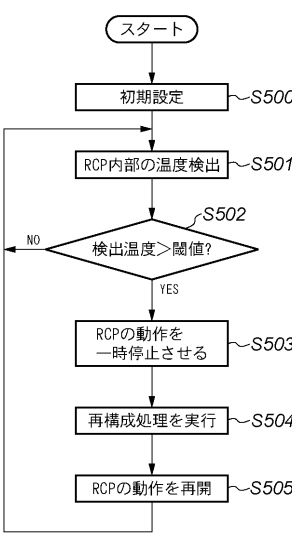 スタート
初期設定
S500
RCP内部の温度検出
S501
S502
検出温度＞閾値?
NO
YES
RCPの動作を
一時停止させる
S503
再構成処理を実行
S504
RCPの動作を再開
S505